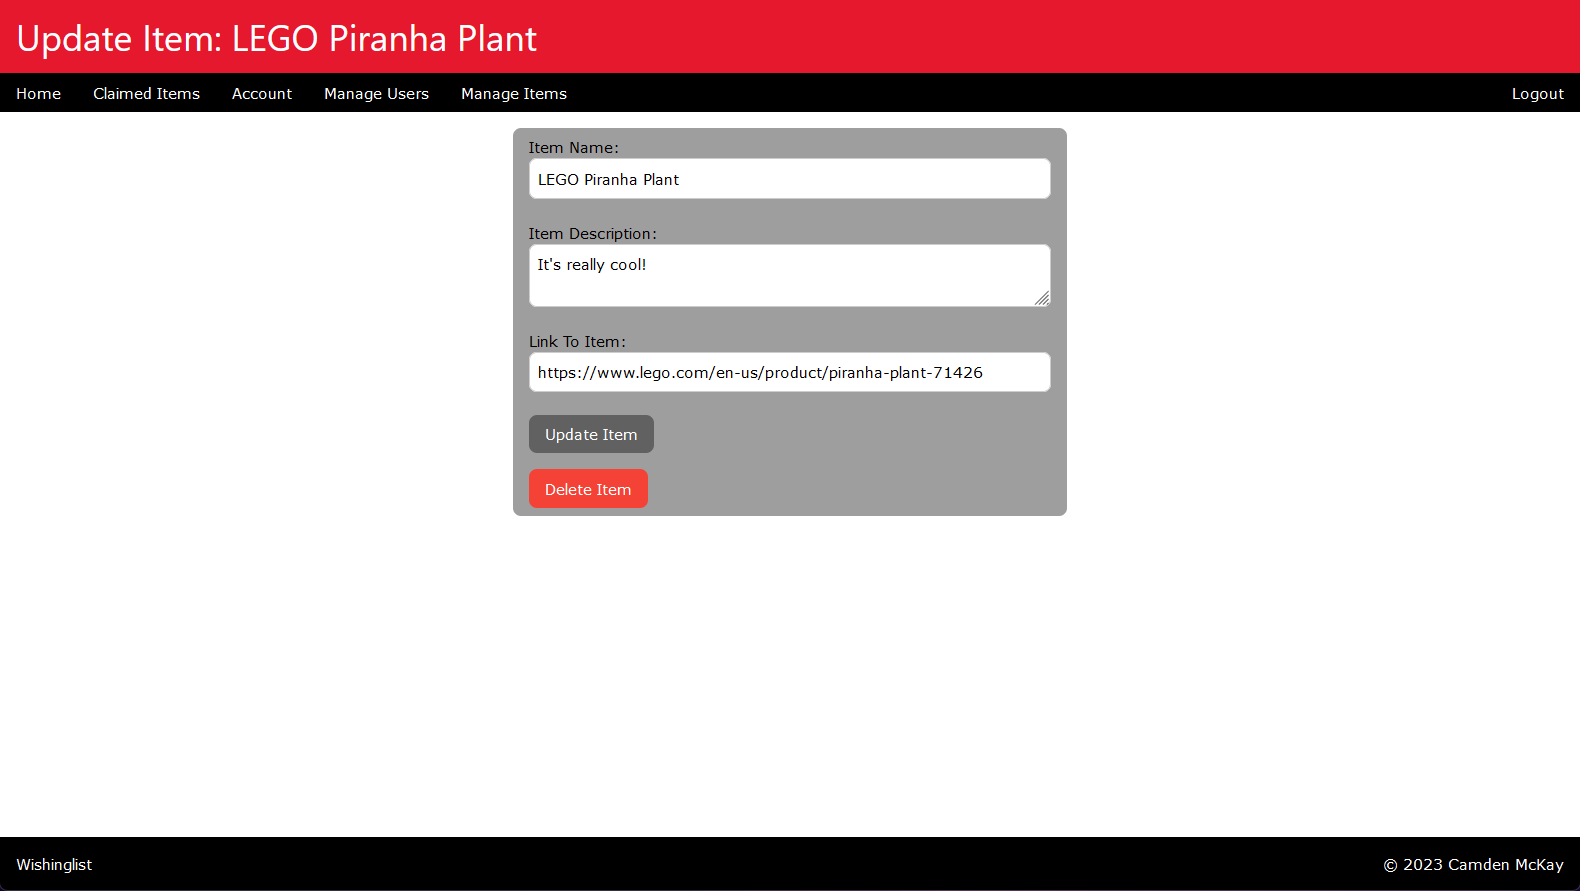 Update Item: LEGO Piranha Plant
Home Claimed Items Account Manage Users Manage Items Logout
Item Name:
LEGO Piranha Plant
Item Description:
It's really cool!
Link To Item:
https://www.lego.com/en-us/product/piranha-plant-71426
Update Item
Delete Item
Wishinglist © 2023 Camden McKay